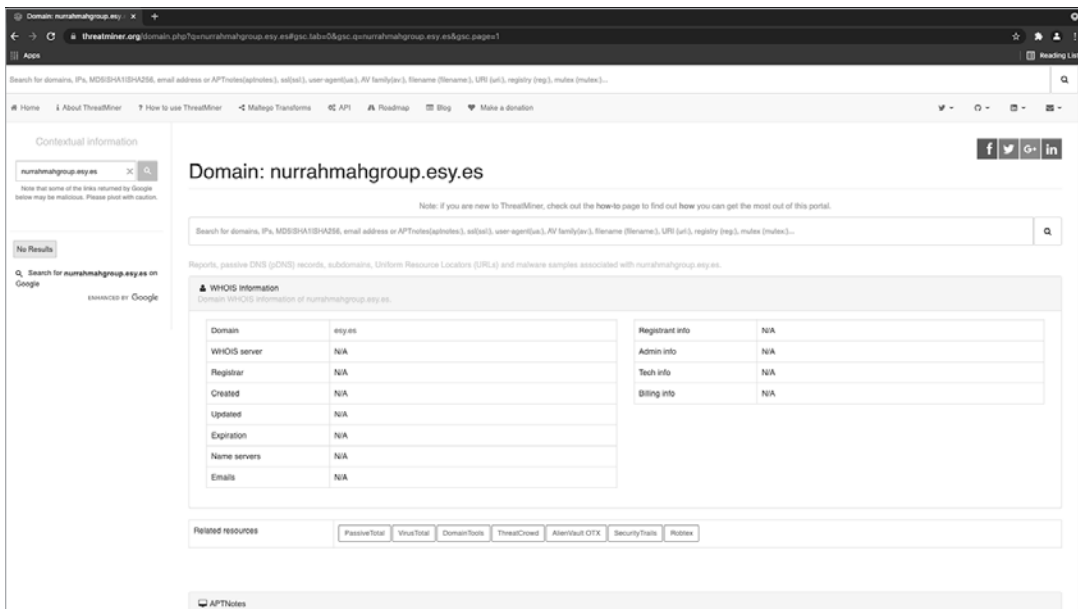 Domain: nurrahmahgroup.esy.e
threatminer.org/domain.php?q=nurrahmahgroup.esy.es#gsc.tab=0&gsc.q=nurrahmahgroup.esy.es&gsc.page=1
Apps
Reading List
Search for domains, IPs, MD5|SHA1|SHA256, email address or APTnotes(aptnotes:), ssl(ssl:), user-agent(ua:), AV family(av:), filename (filename:), URI (uri:), registry (reg:), mutex (mutex:)...
Home
About ThreatMiner
How to use ThreatMiner
Maltego Transforms
API
Roadmap
Blog
Make a donation
Contextual information
nurrahmahgroup.esy.es
Note that some of the links returned by Google
below may be malicious. Please pivot with caution.
No Results
Search for nurrahmahgroup.esy.es on
Google
ENHANCED BY Google
Domain: nurrahmahgroup.esy.es
Note: if you are new to ThreatMiner, check out the how-to page to find out how you can get the most out of this portal.
Search for domains, IPs, MD5|SHA1|SHA256, email address or APTnotes(aptnotes:), ssl(ssl:), user-agent(ua:), AV family(av:), filename (filename:), URI (uri:), registry (reg:), mutex (mutex:)...
Reports, passive DNS (pDNS) records, subdomains, Uniform Resource Locators (URLs) and malware samples associated with nurrahmahgroup.esy.es.
WHOIS Information
Domain WHOIS information of nurrahmahgroup.esy.es.
Domain esy.es
WHOIS server N/A
Registrar N/A
Created N/A
Updated N/A
Expiration N/A
Name servers N/A
Emails N/A
Registrant info N/A
Admin info N/A
Tech info N/A
Billing info N/A
Related resources
PassiveTotal
VirusTotal
DomainTools
ThreatCrowd
AlienVault OTX
SecurityTrails
Robtex
APTNotes